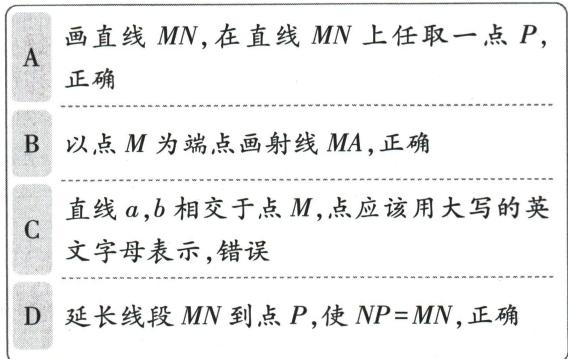 A 画直线 MN,在直线 MN 上任取一点 P,
正确
B 以点 M 为端点画射线 MA,正确
C 直线 a,b 相交于点 M,点应该用大写的英
文字母表示,错误
D 延长线段 MN 到点 P,使 NP=MN,正确